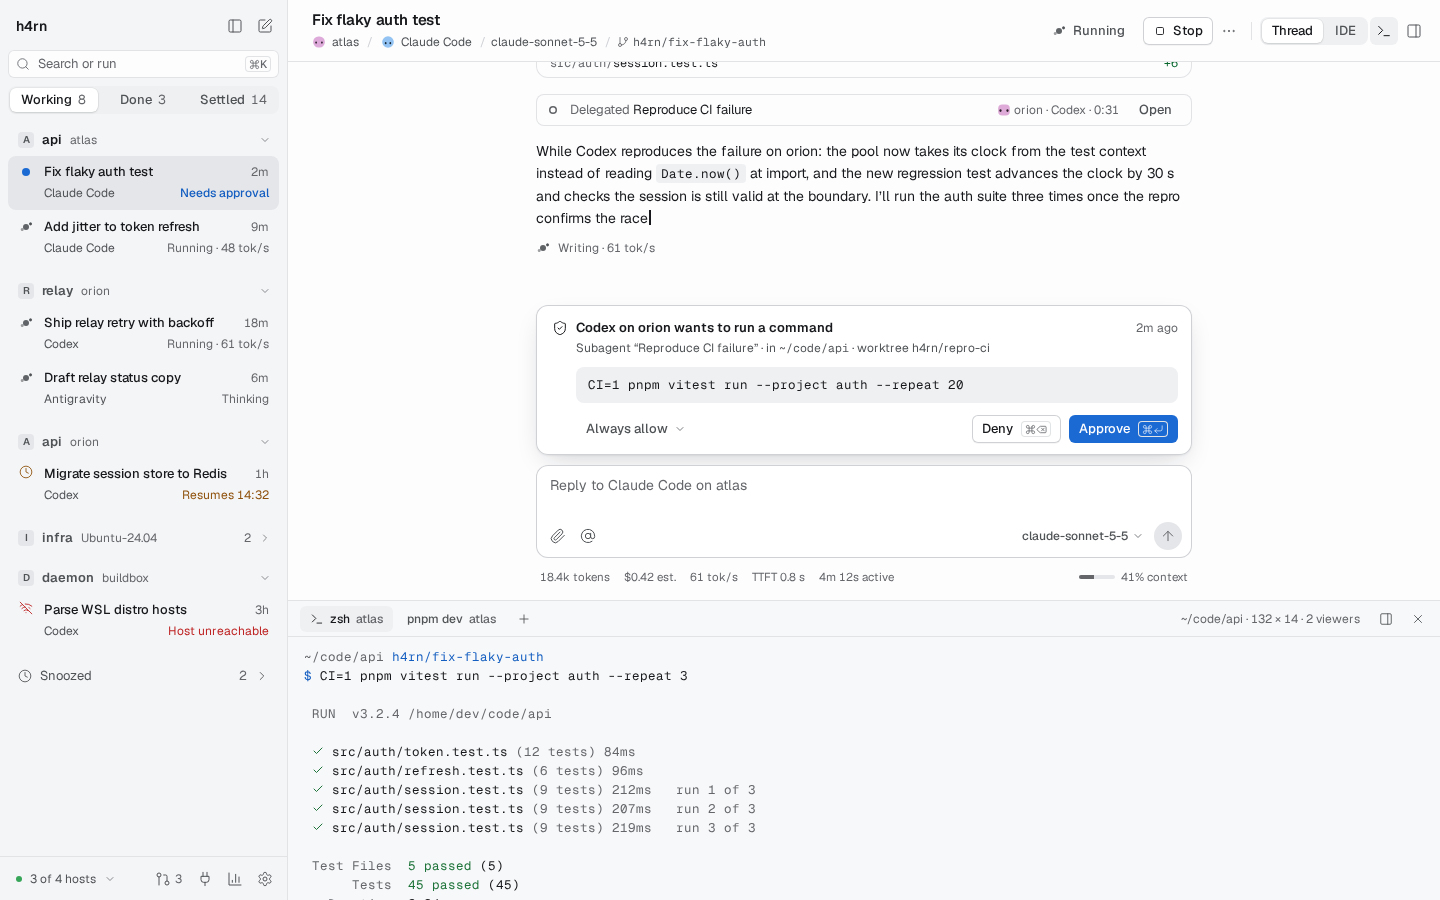 h4rn
Search or run ⌘K
Working 8 Done 3 Settled 14
A api atlas
Fix flaky auth test 2m
Claude Code Needs approval
Add jitter to token refresh 9m
Claude Code Running · 48 tok/s
R relay orion
Ship relay retry with backoff 18m
Codex Running · 61 tok/s
Draft relay status copy 6m
Antigravity Thinking
A api orion
Migrate session store to Redis 1h
Codex Resumes 14:32
I infra Ubuntu-24.04 2
D daemon buildbox
Parse WSL distro hosts 3h
Codex Host unreachable
Snoozed 2
3 of 4 hosts 3
Fix flaky auth test
atlas / Claude Code / claude-sonnet-5-5 / h4rn/fix-flaky-auth
Running Stop ··· Thread IDE
src/auth/session.test.ts +6
Delegated Reproduce CI failure orion · Codex · 0:31 Open
While Codex reproduces the failure on orion: the pool now takes its clock from the test context
instead of reading Date.now() at import, and the new regression test advances the clock by 30 s
and checks the session is still valid at the boundary. I’ll run the auth suite three times once the repro
confirms the race
Writing · 61 tok/s
Codex on orion wants to run a command 2m ago
Subagent “Reproduce CI failure” · in ~/code/api · worktree h4rn/repro-ci
CI=1 pnpm vitest run --project auth --repeat 20
Always allow Deny ⌘⌫ Approve ⌘↵
Reply to Claude Code on atlas
claude-sonnet-5-5
18.4k tokens $0.42 est. 61 tok/s TTFT 0.8 s 4m 12s active 41% context
zsh atlas pnpm dev atlas + ~/code/api · 132 × 14 · 2 viewers
~/code/api h4rn/fix-flaky-auth
$ CI=1 pnpm vitest run --project auth --repeat 3
RUN v3.2.4 /home/dev/code/api
✓ src/auth/token.test.ts (12 tests) 84ms
✓ src/auth/refresh.test.ts (6 tests) 96ms
✓ src/auth/session.test.ts (9 tests) 212ms run 1 of 3
✓ src/auth/session.test.ts (9 tests) 207ms run 2 of 3
✓ src/auth/session.test.ts (9 tests) 219ms run 3 of 3
Test Files 5 passed (5)
Tests 45 passed (45)